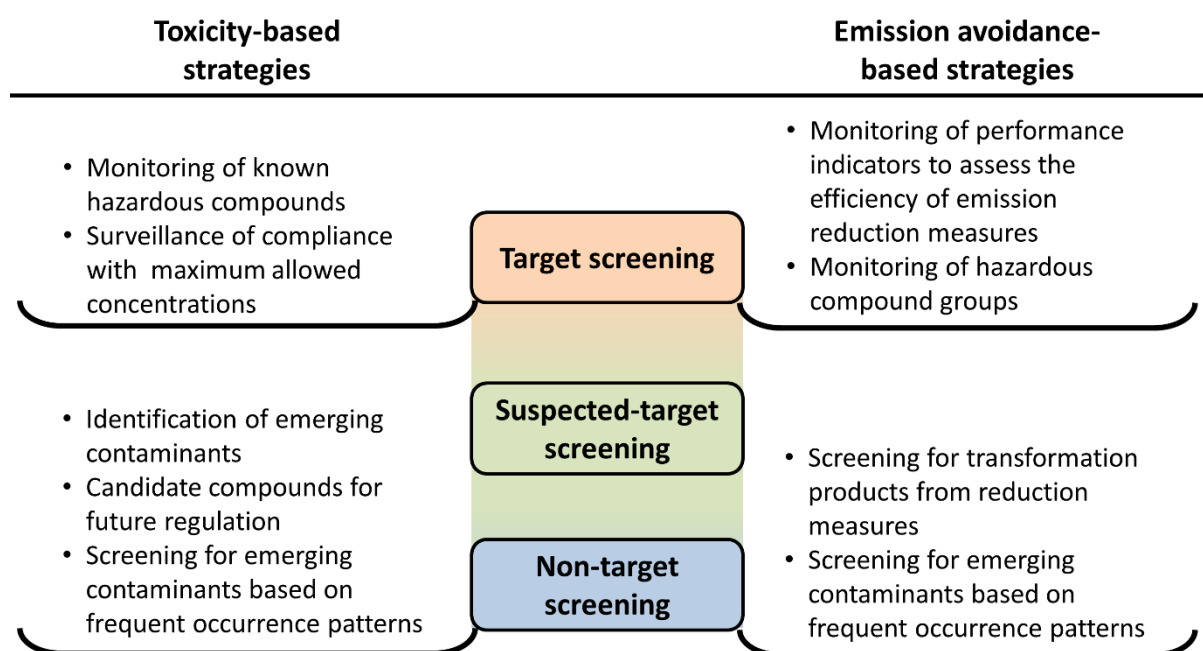 Toxicity-based
strategies
Emission avoidance-
based strategies
• Monitoring of known
hazardous compounds
• Surveillance of compliance
with maximum allowed
concentrations
Target screening
• Monitoring of performance
indicators to assess the
efficiency of emission
reduction measures
• Monitoring of hazardous
compound groups
• Identification of emerging
contaminants
• Candidate compounds for
future regulation
• Screening for emerging
contaminants based on
frequent occurrence patterns
Suspected-target
screening
Non-target
screening
• Screening for transformation
products from reduction
measures
• Screening for emerging
contaminants based on
frequent occurrence patterns